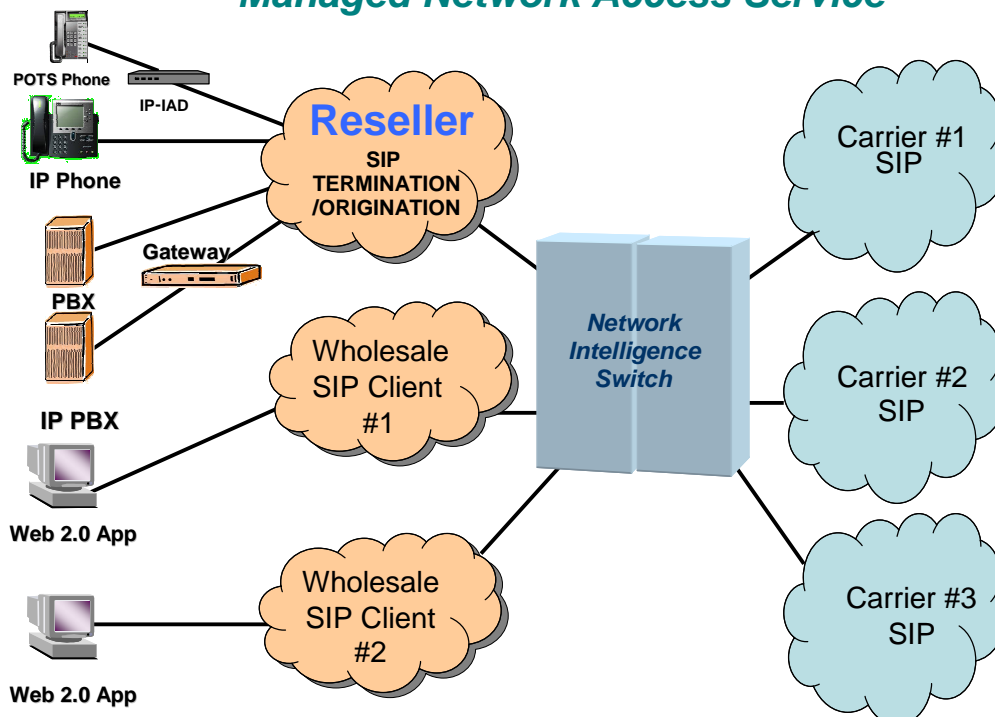 Managed Network Access Service
POTS Phone
IP-IAD
IP Phone
PBX
Gateway
IP PBX
Web 2.0 App
Web 2.0 App
Reseller
SIP
TERMINATION
/ORIGINATION
Wholesale
SIP Client
#1
Wholesale
SIP Client
#2
Network
Intelligence
Switch
Carrier #1
SIP
Carrier #2
SIP
Carrier #3
SIP